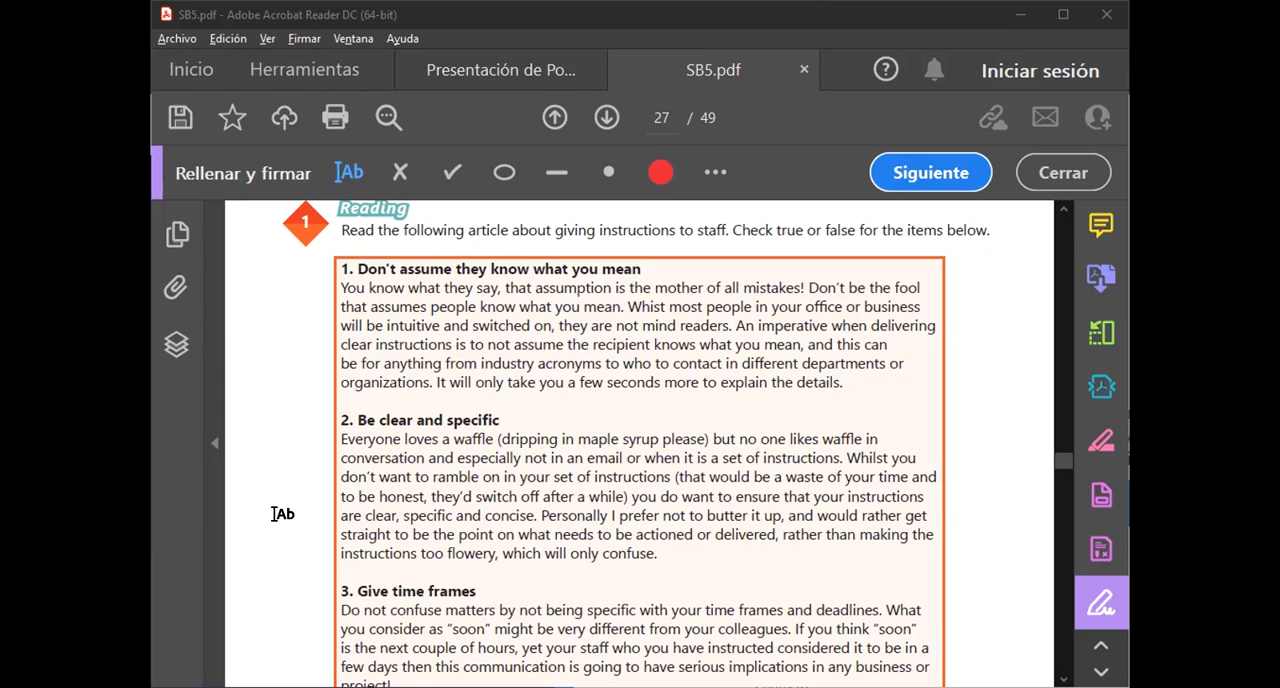 SB5.pdf - Adobe Acrobat Reader DC (64-bit)
Archivo Edición Ver Firmar Ventana Ayuda
Inicio Herramientas Presentación de Po... SB5.pdf Iniciar sesión
27 / 49
Rellenar y firmar Ab Siguiente Cerrar
Reading
1
Read the following article about giving instructions to staff. Check true or false for the items below.
1. Don't assume they know what you mean
You know what they say, that assumption is the mother of all mistakes! Don't be the fool
that assumes people know what you mean. Whist most people in your office or business
will be intuitive and switched on, they are not mind readers. An imperative when delivering
clear instructions is to not assume the recipient knows what you mean, and this can
be for anything from industry acronyms to who to contact in different departments or
organizations. It will only take you a few seconds more to explain the details.
2. Be clear and specific
Everyone loves a waffle (dripping in maple syrup please) but no one likes waffle in
conversation and especially not in an email or when it is a set of instructions. Whilst you
don't want to ramble on in your set of instructions (that would be a waste of your time and
to be honest, they'd switch off after a while) you do want to ensure that your instructions
are clear, specific and concise. Personally I prefer not to butter it up, and would rather get
straight to be the point on what needs to be actioned or delivered, rather than making the
instructions too flowery, which will only confuse.
Ab
3. Give time frames
Do not confuse matters by not being specific with your time frames and deadlines. What
you consider as "soon" might be very different from your colleagues. If you think "soon"
is the next couple of hours, yet your staff who you have instructed considered it to be in a
few days then this communication is going to have serious implications in any business or
project!